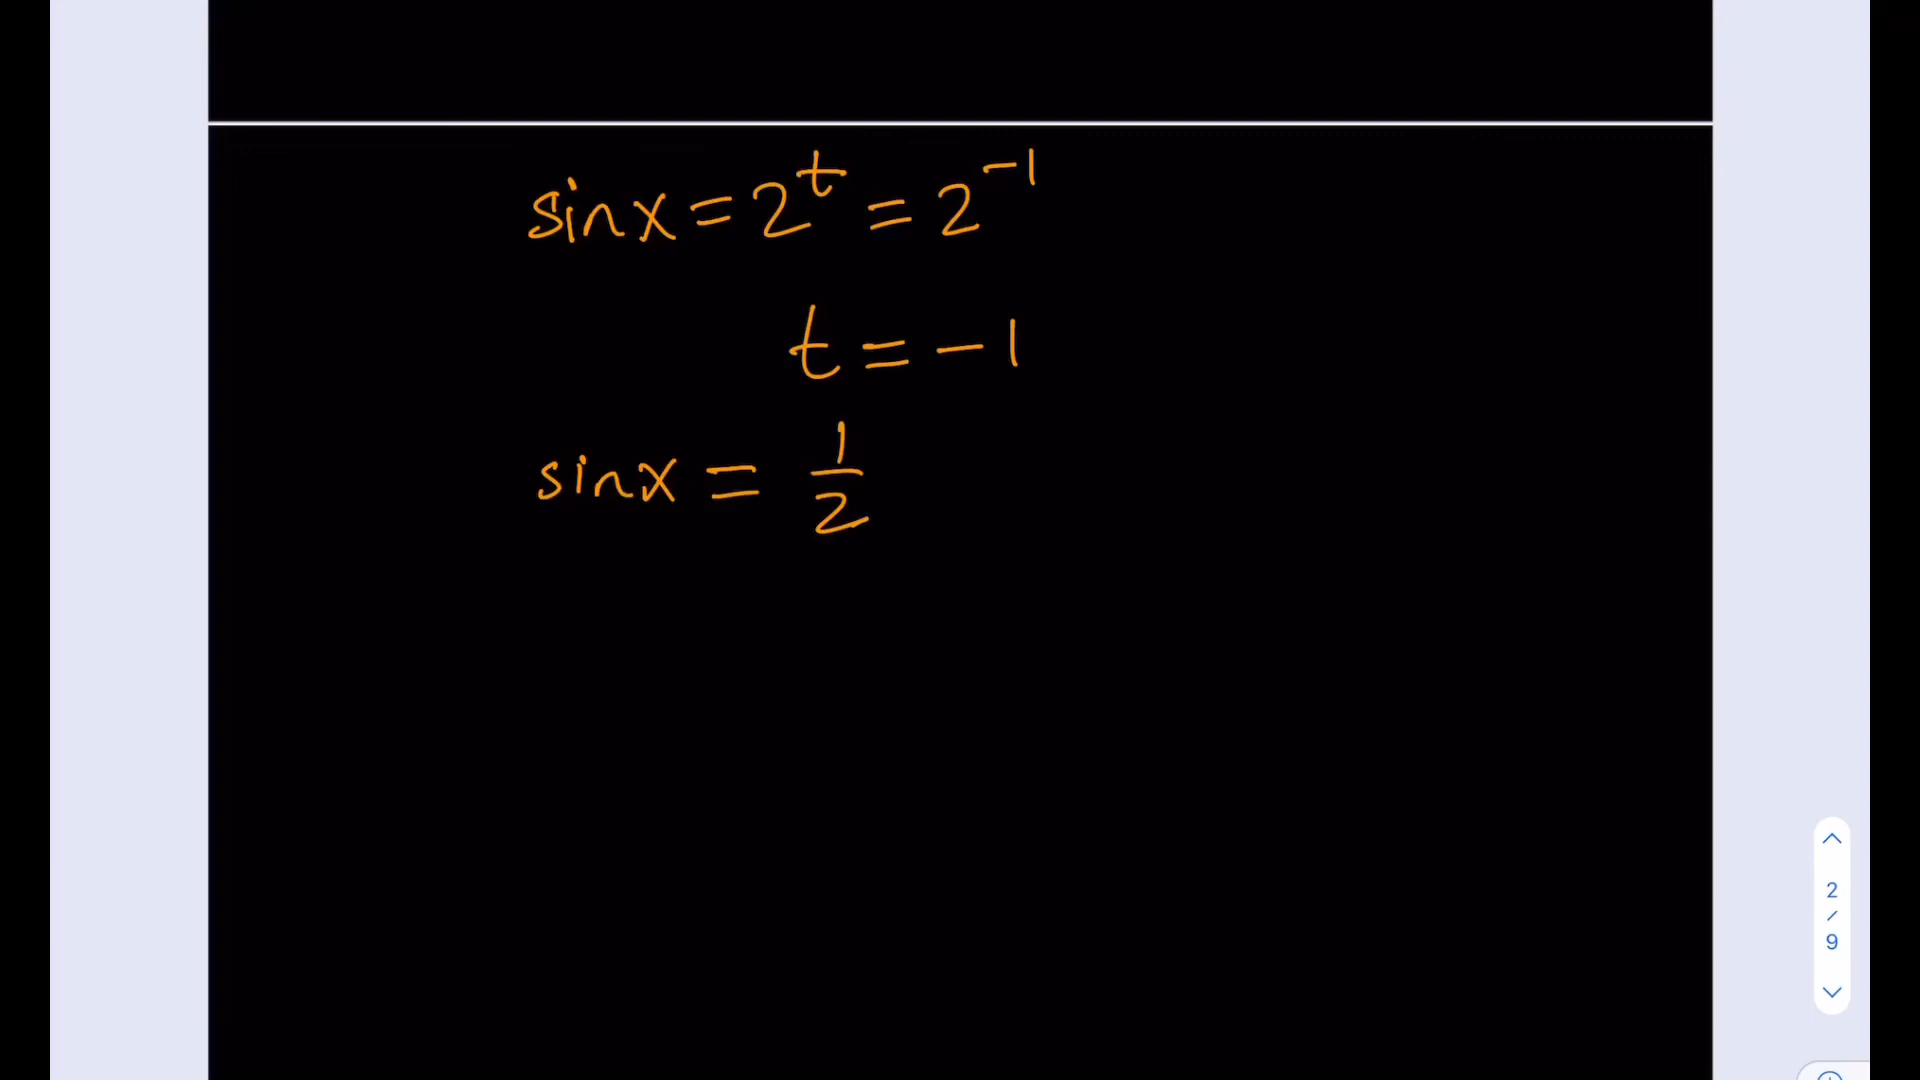 sinx = 2^t = 2^-1
t = -1
sinx = 1/2
2
/
9